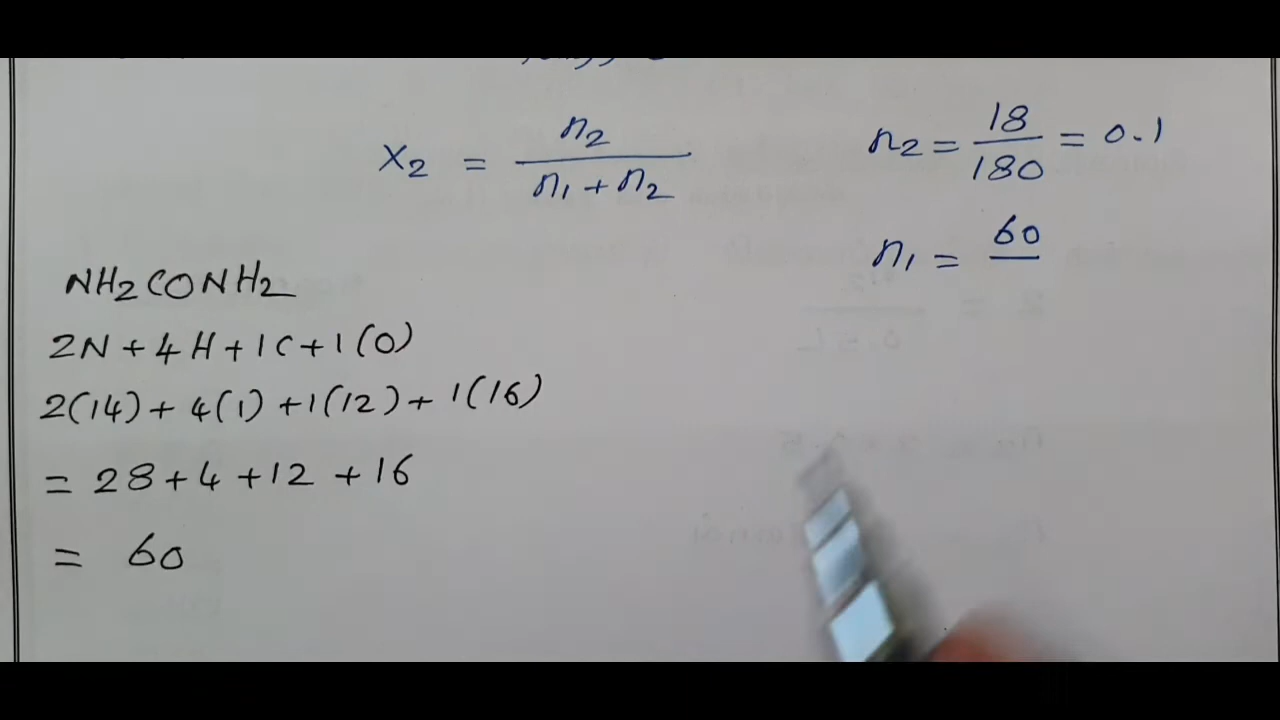 x2 = n2 / n1 + n2
n2 = 18 / 180 = 0.1
n1 = 60
NH2CONH2
2N + 4H + 1C + 1(O)
2(14) + 4(1) + 1(12) + 1(16)
= 28 + 4 + 12 + 16
= 60